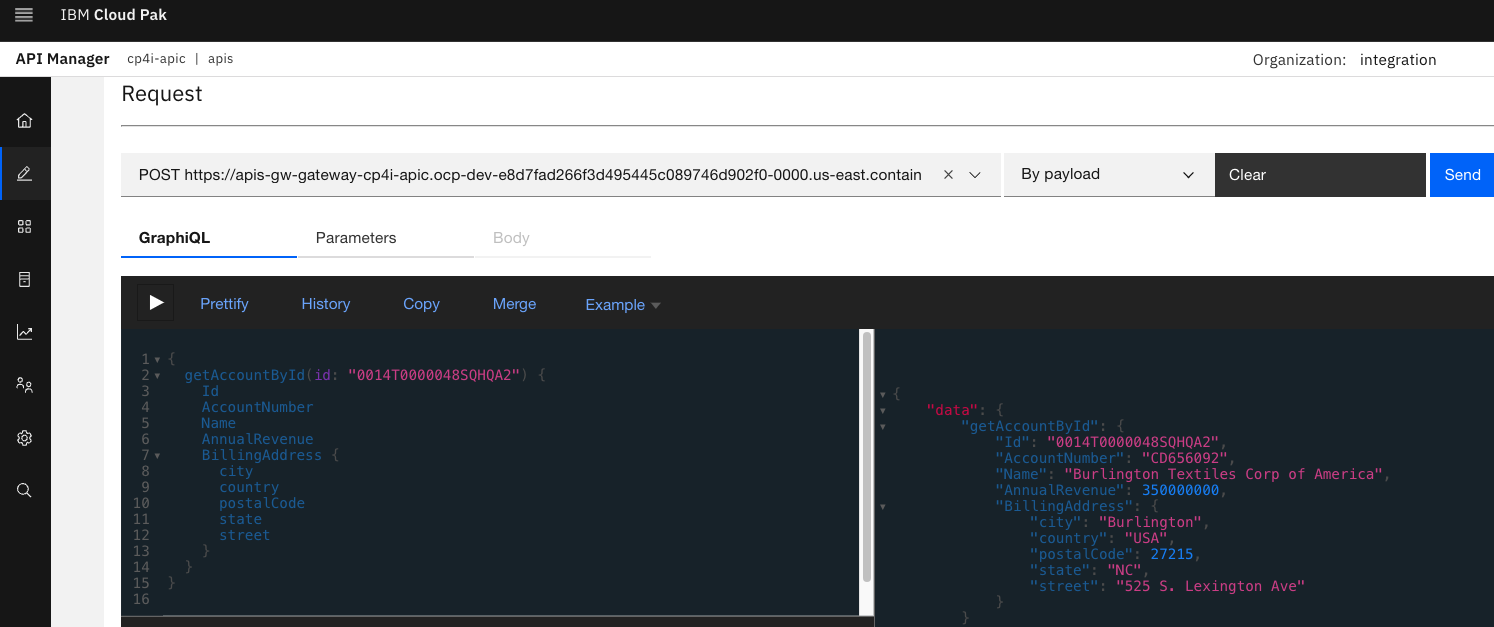 IBM Cloud Pak
API Manager cp4i-apic | apis Organization: integration
Request
POST https://apis-gw-gateway-cp4i-apic.ocp-dev-e8d7fad266f3d495445c089746d902f0-0000.us-east.contain By payload Clear Send
GraphiQL Parameters Body
Prettify History Copy Merge Example
1 {
2 getAccountById(id: "0014T0000048SQHQA2") {
3 Id
4 AccountNumber
5 Name
6 AnnualRevenue
7 BillingAddress {
8 city
9 country
10 postalCode
11 state
12 street
13 }
14 }
15 }
16
{
"data": {
"getAccountById": {
"Id": "0014T0000048SQHQA2",
"AccountNumber": "CD656092",
"Name": "Burlington Textiles Corp of America",
"AnnualRevenue": 350000000,
"BillingAddress": {
"city": "Burlington",
"country": "USA",
"postalCode": 27215,
"state": "NC",
"street": "525 S. Lexington Ave"
}
}